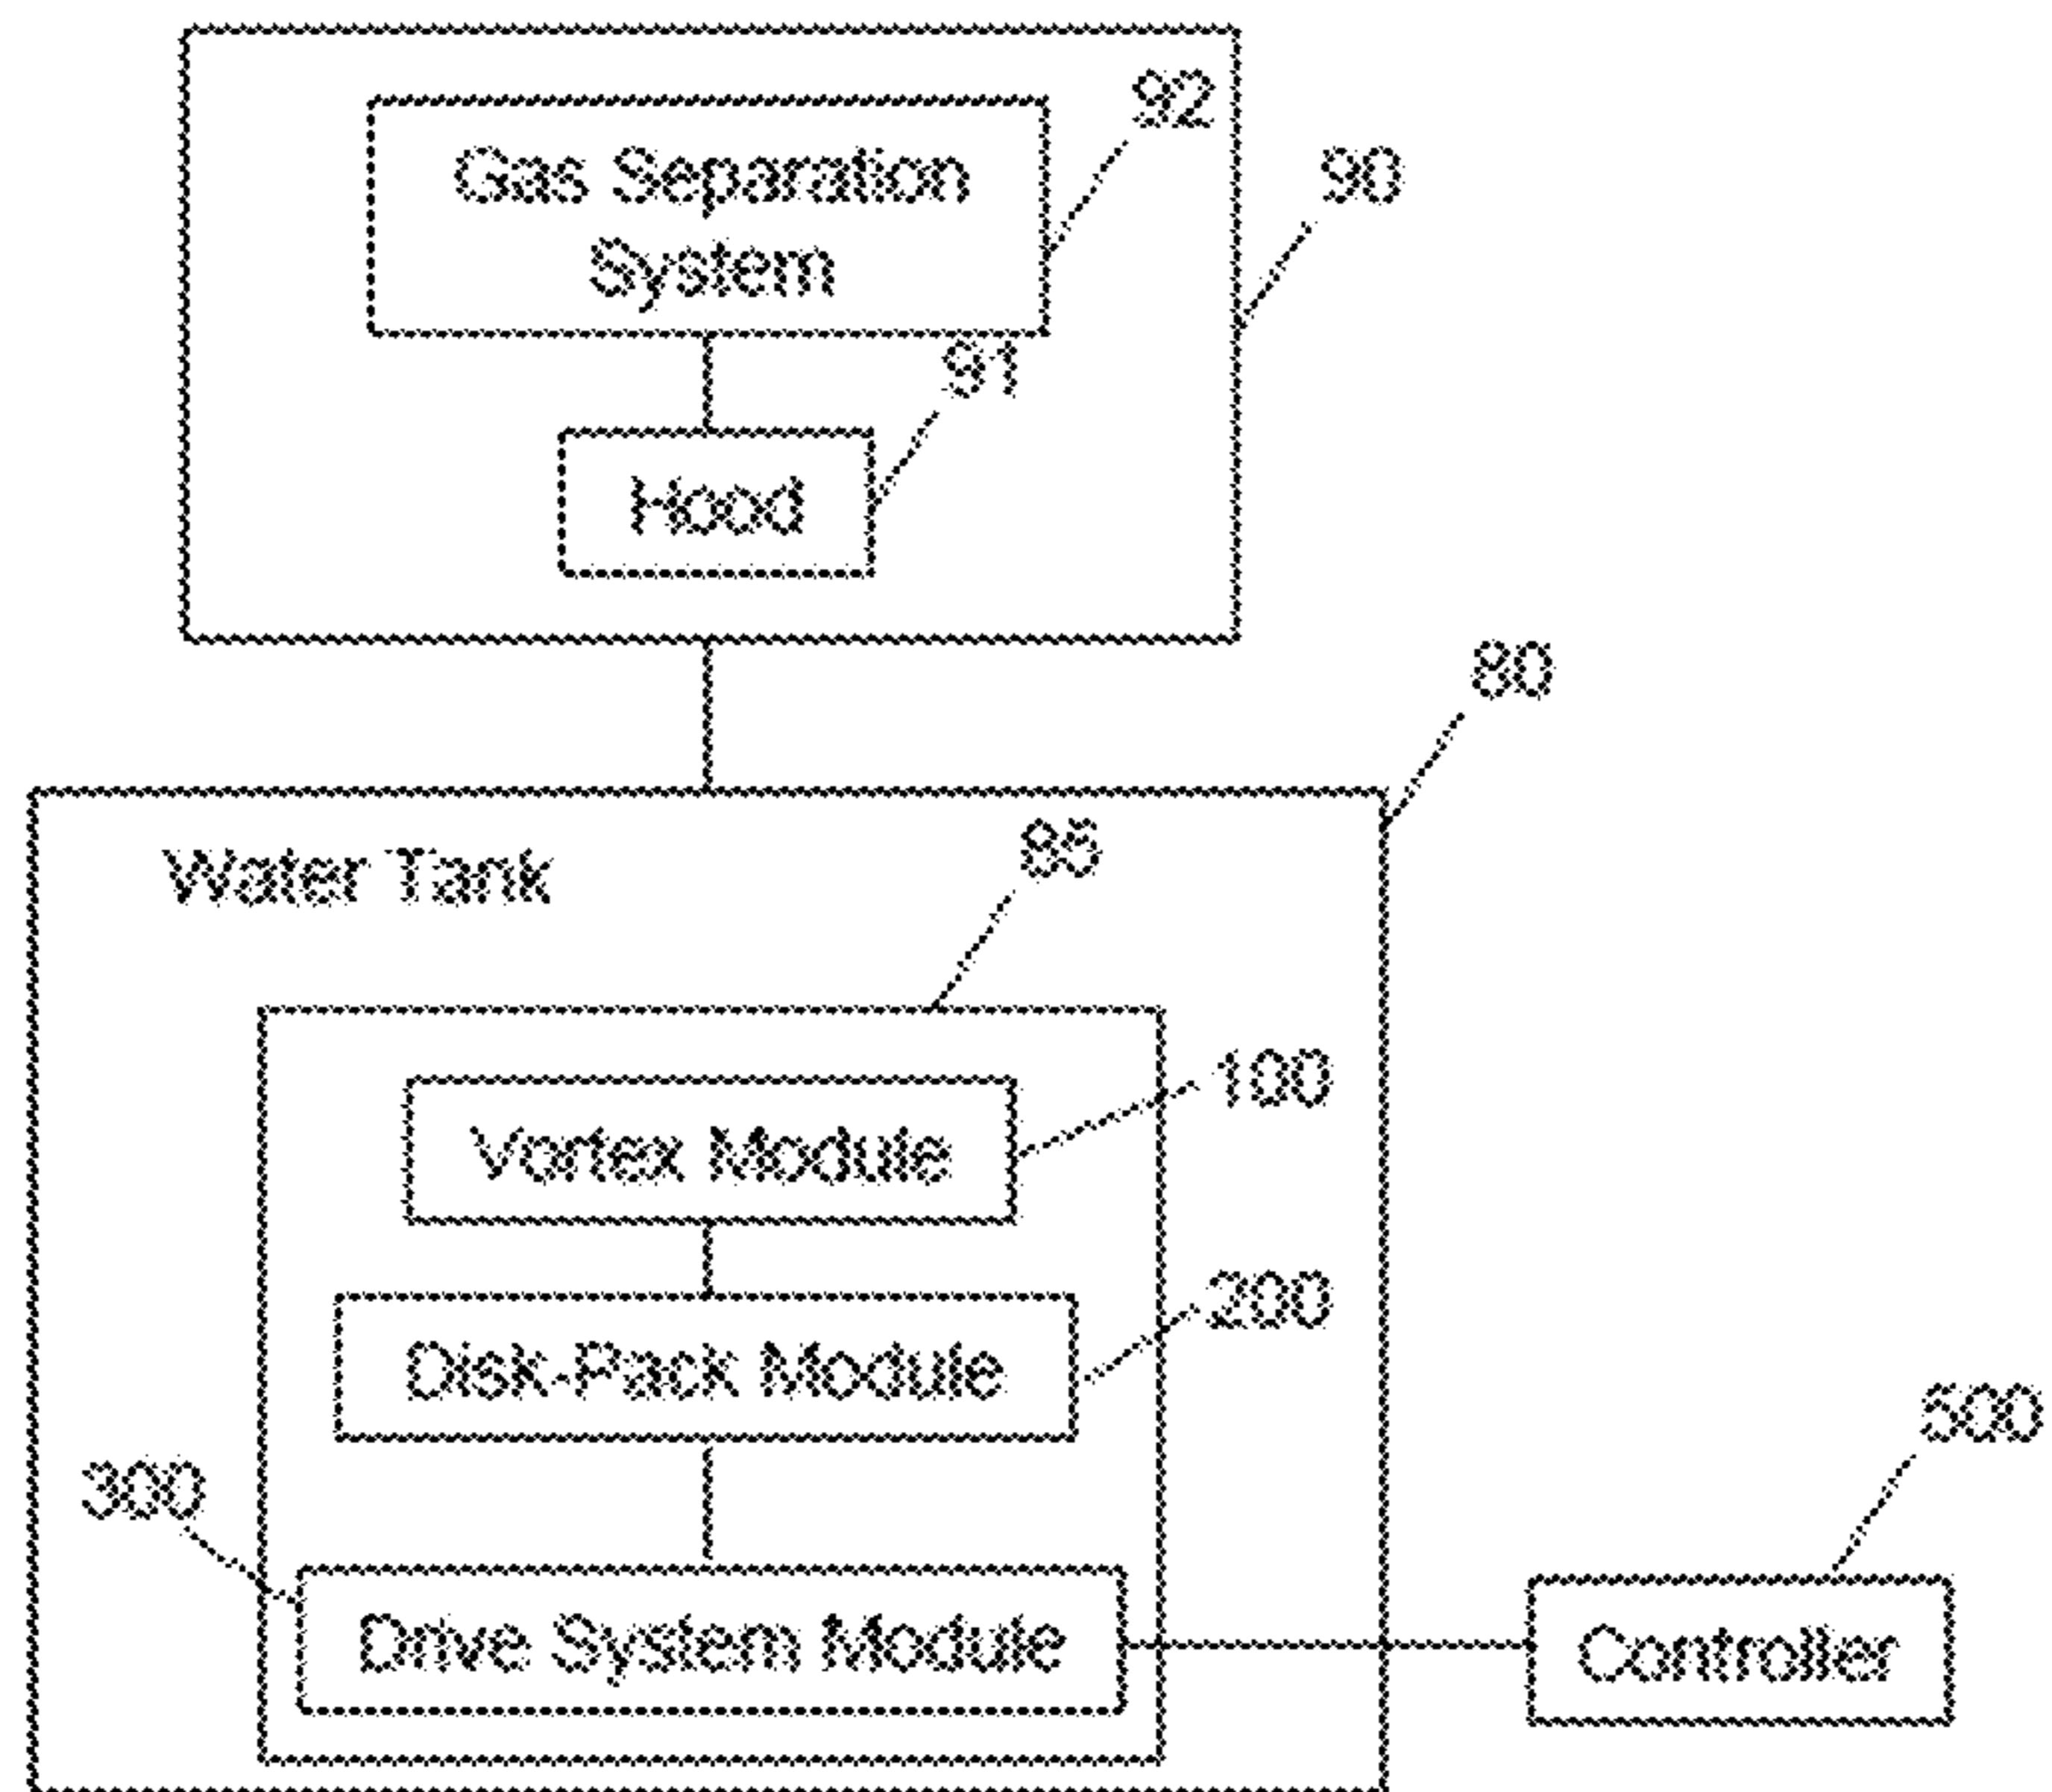 92
Gas Separation
System
90
91
Hood
80
85
Water Tank
100
Vortex Module
200
Disk-Pack Module
300
500
Drive System Module
Controller